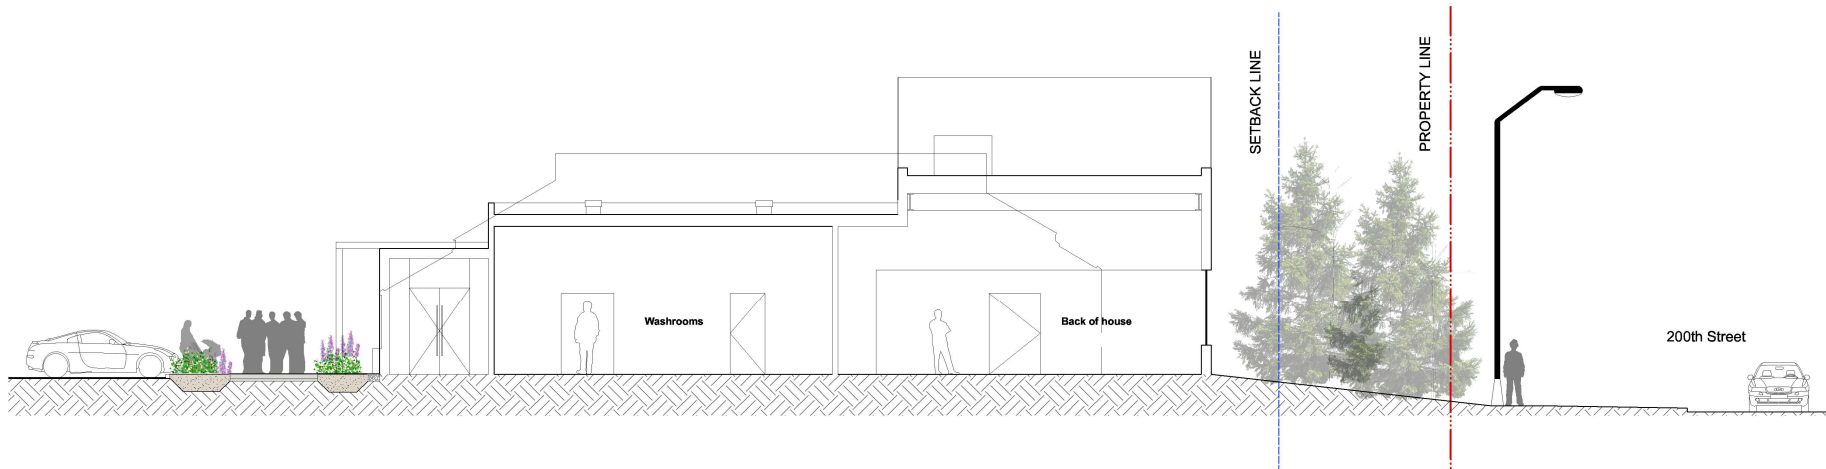 SETBACK LINE
PROPERTY LINE
Washrooms
Back of house
200th Street